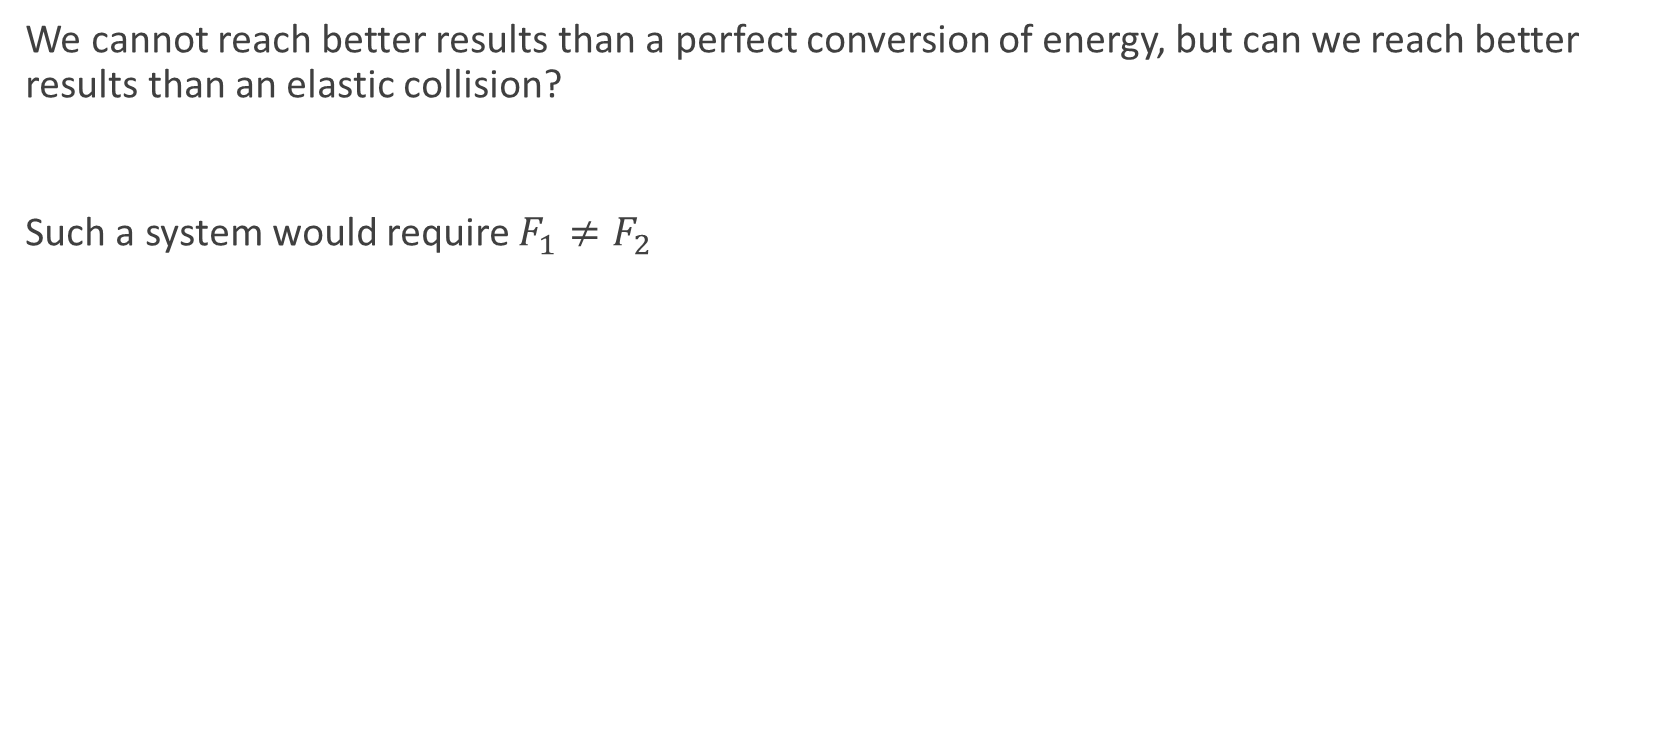 We cannot reach better results than a perfect conversion of energy, but can we reach better
results than an elastic collision?
Such a system would require F₁ ≠ F₂